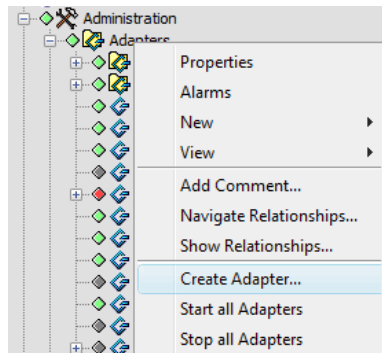 Administration
Adapters
Properties
Alarms
New
View
Add Comment...
Navigate Relationships...
Show Relationships...
Create Adapter...
Start all Adapters
Stop all Adapters